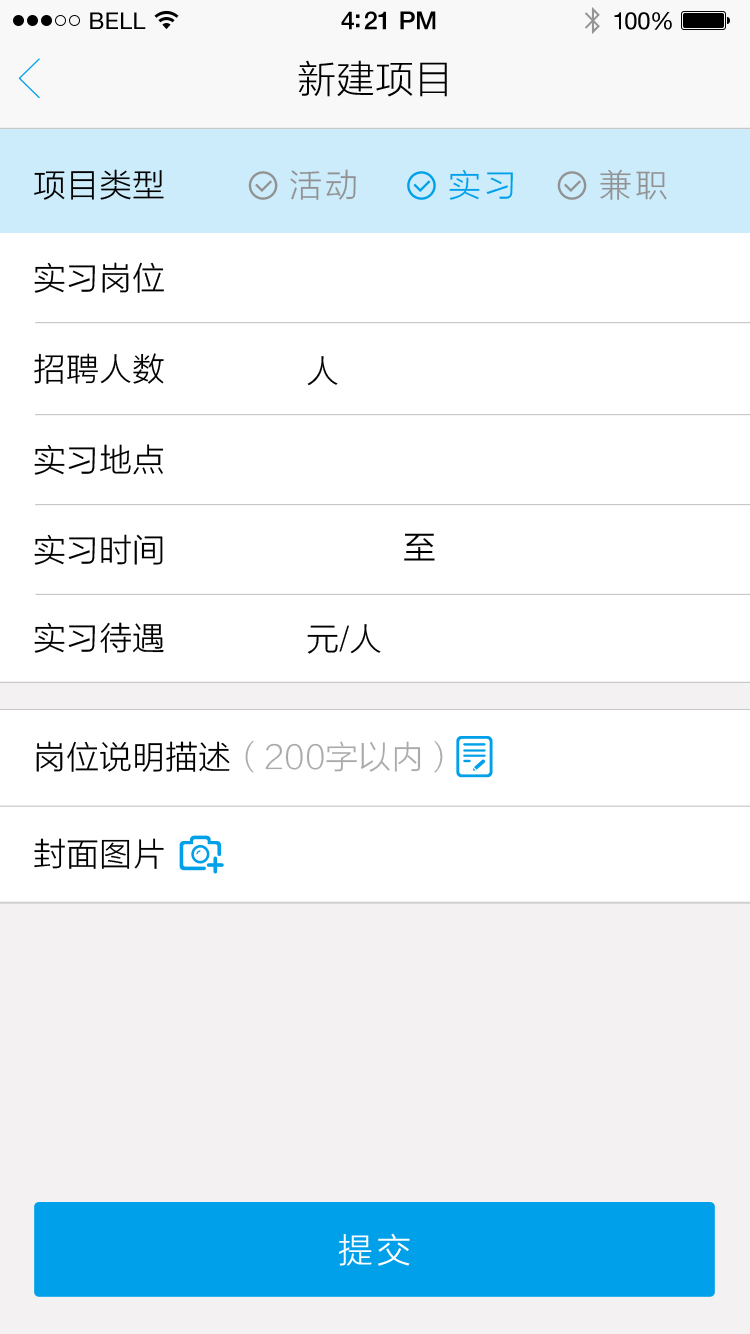 BELL 4:21 PM 100%
新建项目
项目类型 活动 实习 兼职
实习岗位
招聘人数 人
实习地点
实习时间 至
实习待遇 元/人
岗位说明描述（200字以内）
封面图片
提交